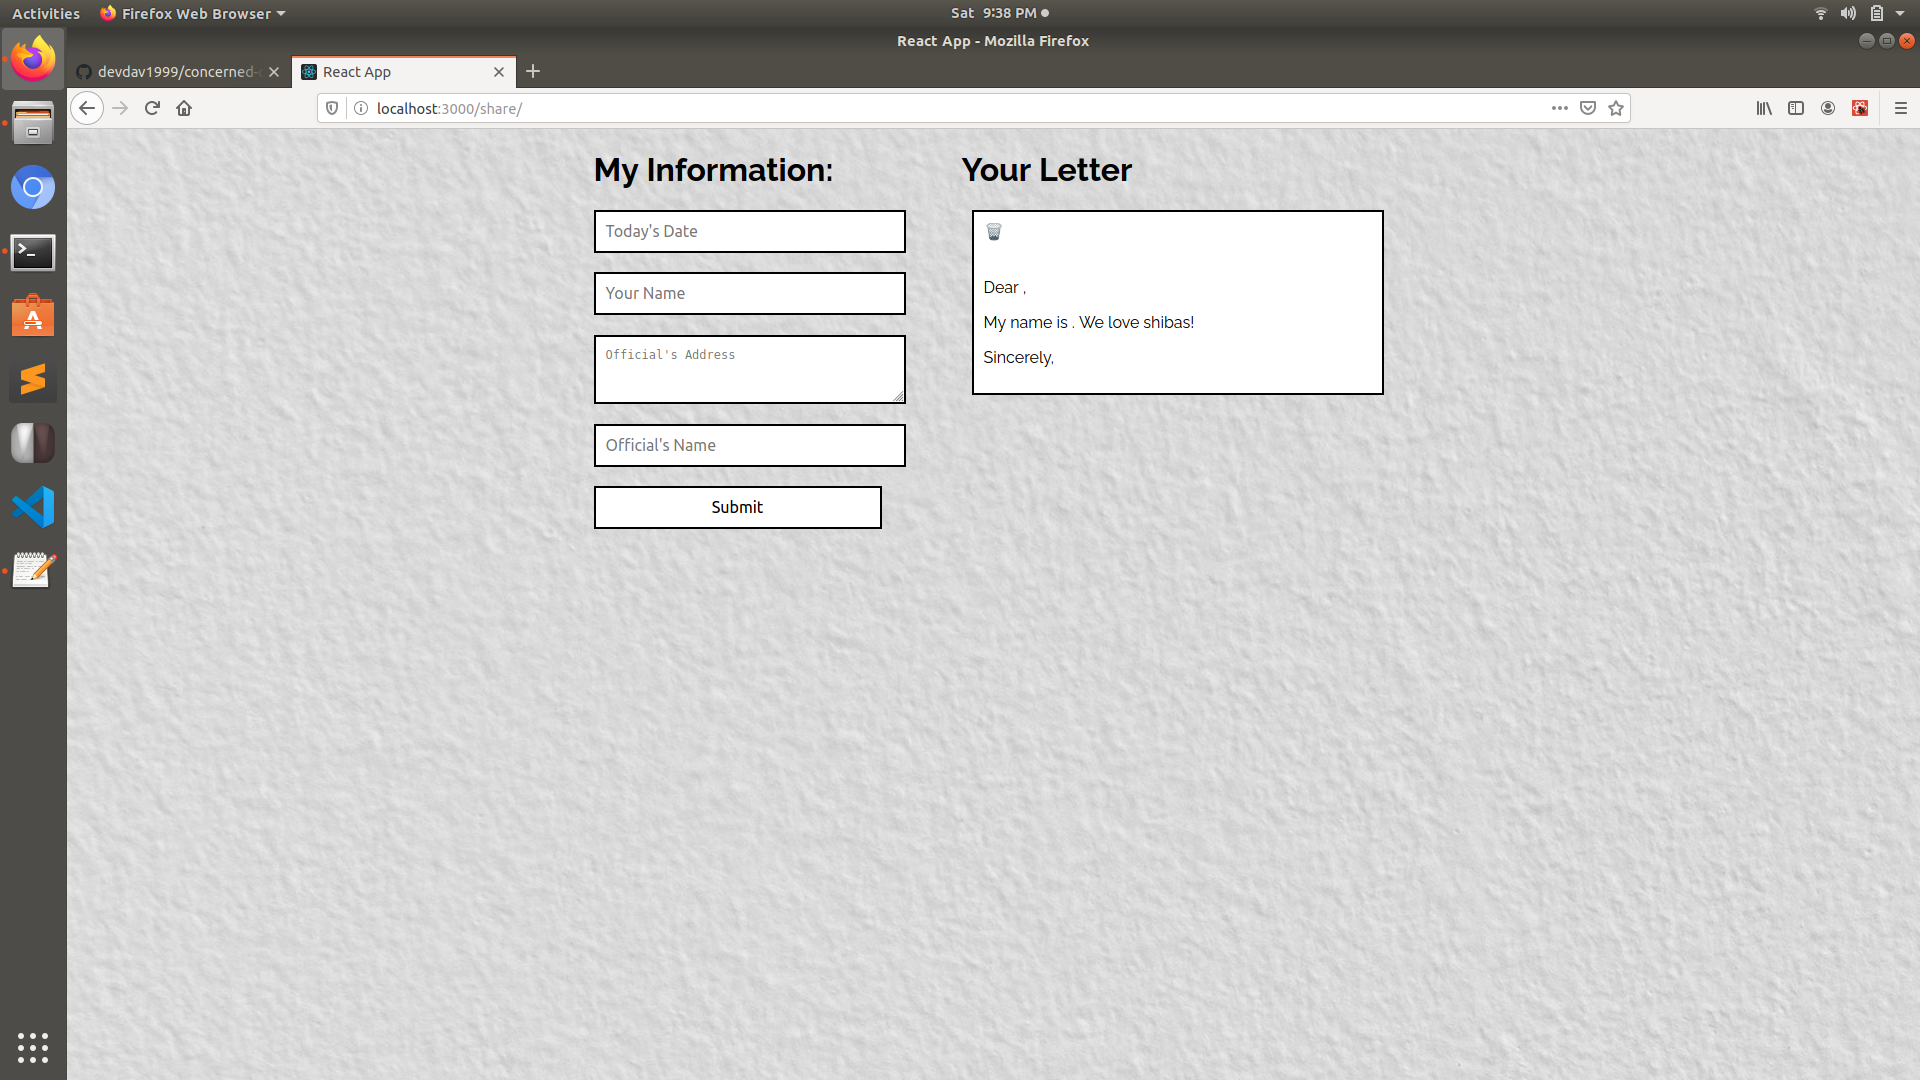 Activities Firefox Web Browser Sat 9:38 PM
React App - Mozilla Firefox
devdav1999/concerned- React App
localhost:3000/share/
My Information:
Today's Date
Your Name
Official's Address
Official's Name
Submit
Your Letter
Dear ,
My name is . We love shibas!
Sincerely,